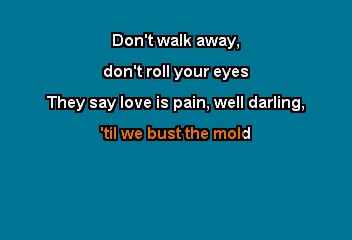 Don't walk away,
don't roll your eyes
They say love is pain, well darling,
'til we bust the mold